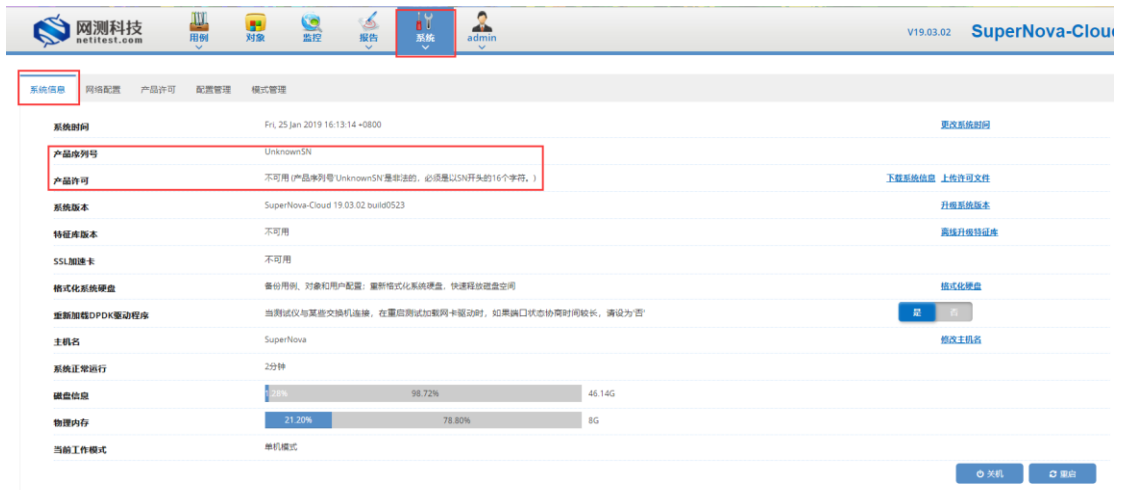 网测科技
netitest.com
用例
对象
监控
报告
系统
admin
V19.03.02
SuperNova-Clou
系统信息 网络配置 产品许可 配置管理 模式管理
系统时间 Fri, 25 Jan 2019 16:13:14 +0800 更改系统时间
产品序列号 UnknownSN
产品许可 不可用 (产品序列号'UnknownSN'是非法的，必须是以SN开头的16个字符。) 下载系统信息 上传许可文件
系统版本 SuperNova-Cloud 19.03.02 build0523 升级系统版本
特征库版本 不可用 离线升级特征库
SSL加速卡 不可用
格式化系统硬盘 备份用例、对象和用户配置；重新格式化系统硬盘，快速释放磁盘空间 格式化硬盘
重新加载DPDK驱动程序 当测试仪与某些交换机连接，在重启测试加载网卡驱动时，如果端口状态协商时间较长，请设为'否' 是 否
主机名 SuperNova 修改主机名
系统正常运行 2分钟
磁盘信息 1.28% 98.72% 46.14G
物理内存 21.20% 78.80% 8G
当前工作模式 单机模式
关机 重启